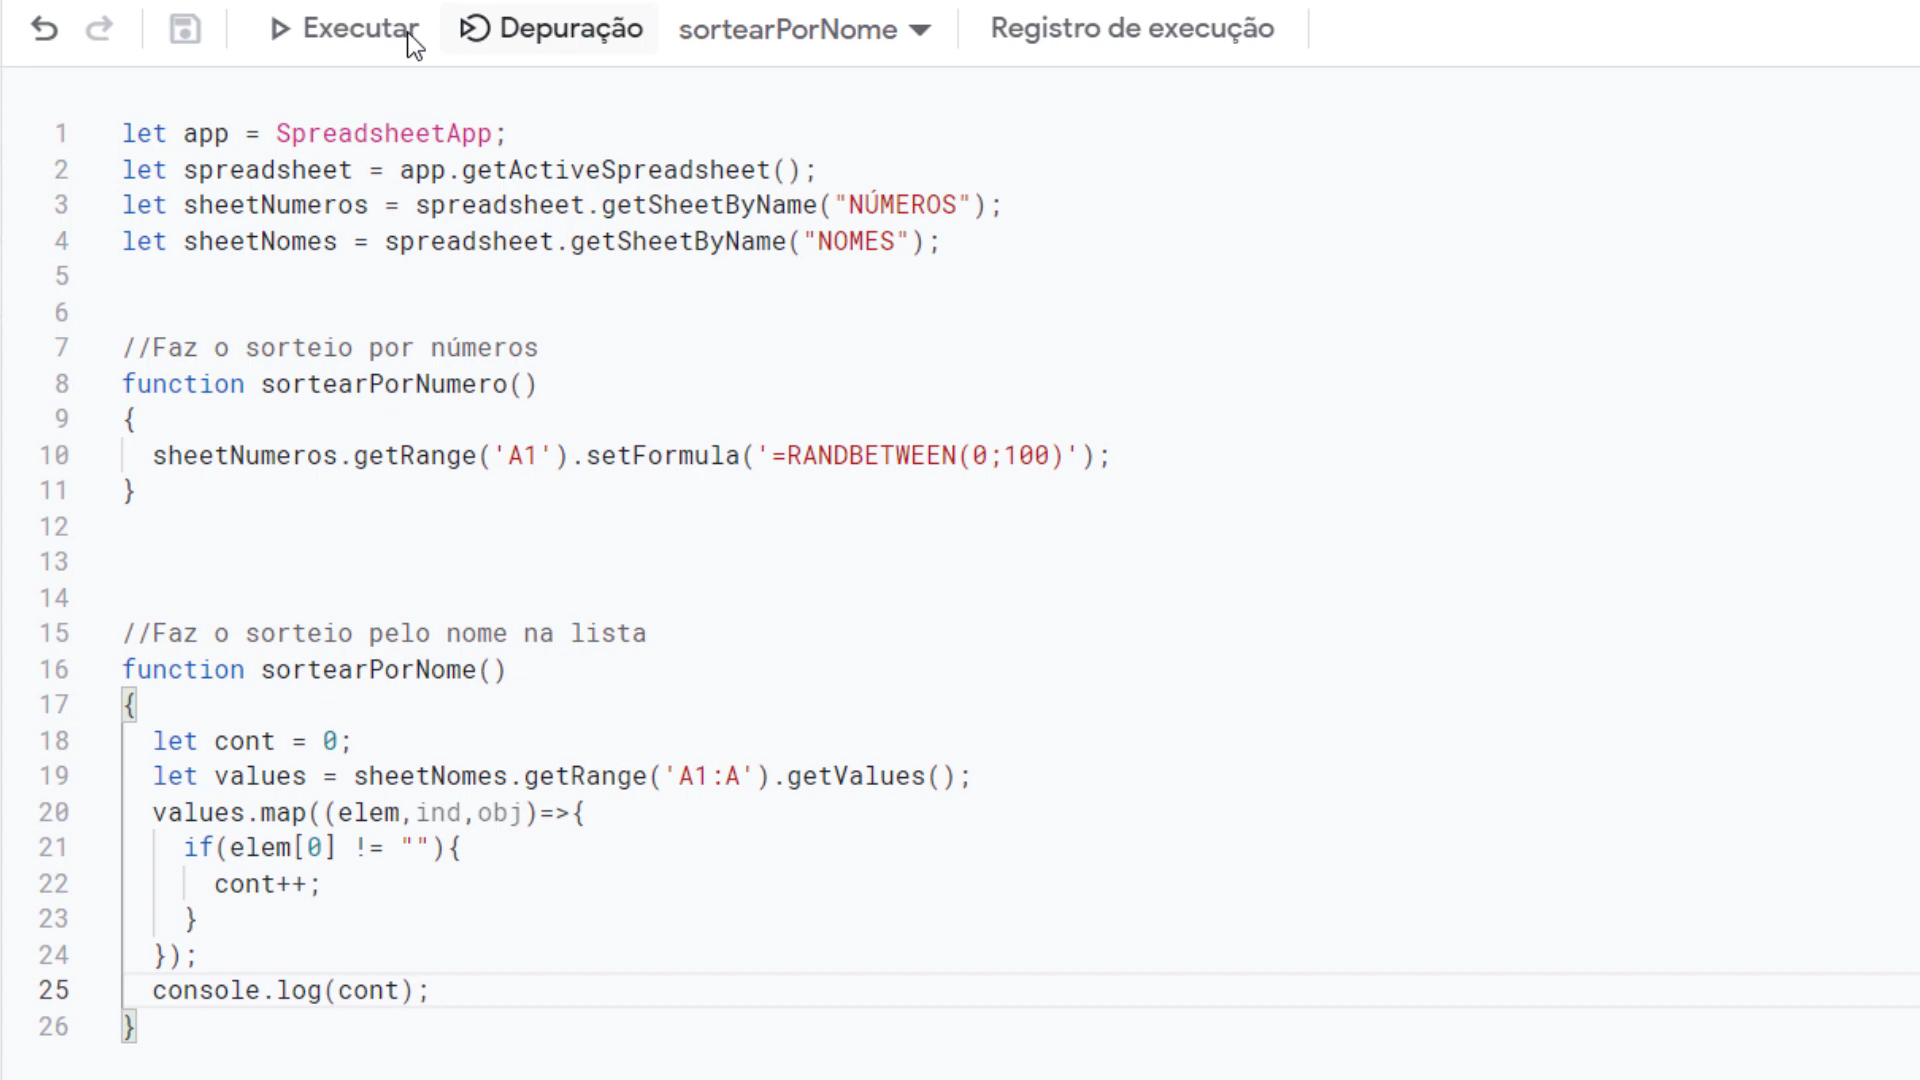 Executar Depuração sortearPorNome Registro de execução
1 let app = SpreadsheetApp;
2 let spreadsheet = app.getActiveSpreadsheet();
3 let sheetNumeros = spreadsheet.getSheetByName("NÚMEROS");
4 let sheetNomes = spreadsheet.getSheetByName("NOMES");
5
6
7 //Faz o sorteio por números
8 function sortearPorNumero()
9 {
10 sheetNumeros.getRange('A1').setFormula('=RANDBETWEEN(0;100)');
11 }
12
13
14
15 //Faz o sorteio pelo nome na lista
16 function sortearPorNome()
17 {
18 let cont = 0;
19 let values = sheetNomes.getRange('A1:A').getValues();
20 values.map((elem,ind,obj)=>{
21 if(elem[0] != ""){
22 cont++;
23 }
24 });
25 console.log(cont);
26 }